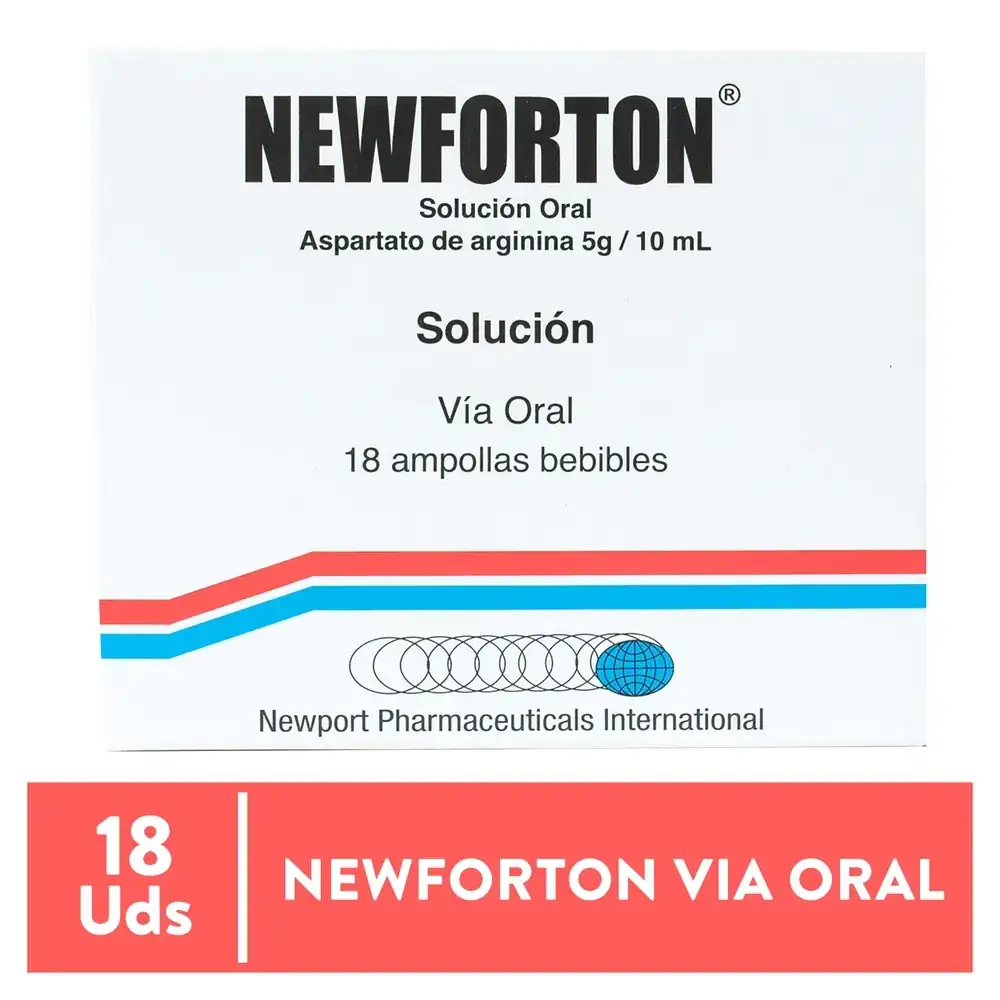 NEWFORTON®
Solución Oral
Aspartato de arginina 5g / 10 mL
Solución
Vía Oral
18 ampollas bebibles
Newport Pharmaceuticals International
18
Uds
NEWFORTON VIA ORAL